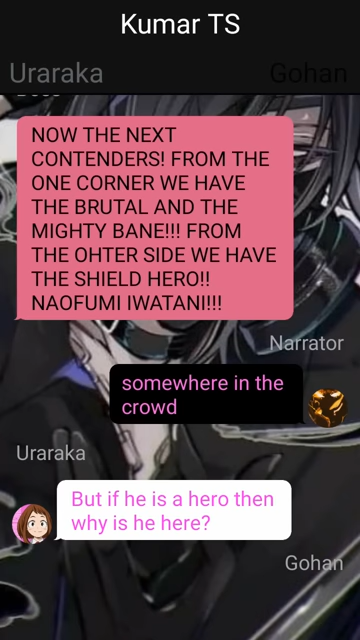 Kumar TS
Uraraka
Gohan
NOW THE NEXT
CONTENDERS! FROM THE
ONE CORNER WE HAVE
THE BRUTAL AND THE
MIGHTY BANE!!! FROM
THE OHTER SIDE WE HAVE
THE SHIELD HERO!!
NAOFUMI IWATANI!!!
Narrator
somewhere in the
crowd
Uraraka
But if he is a hero then
why is he here?
Gohan